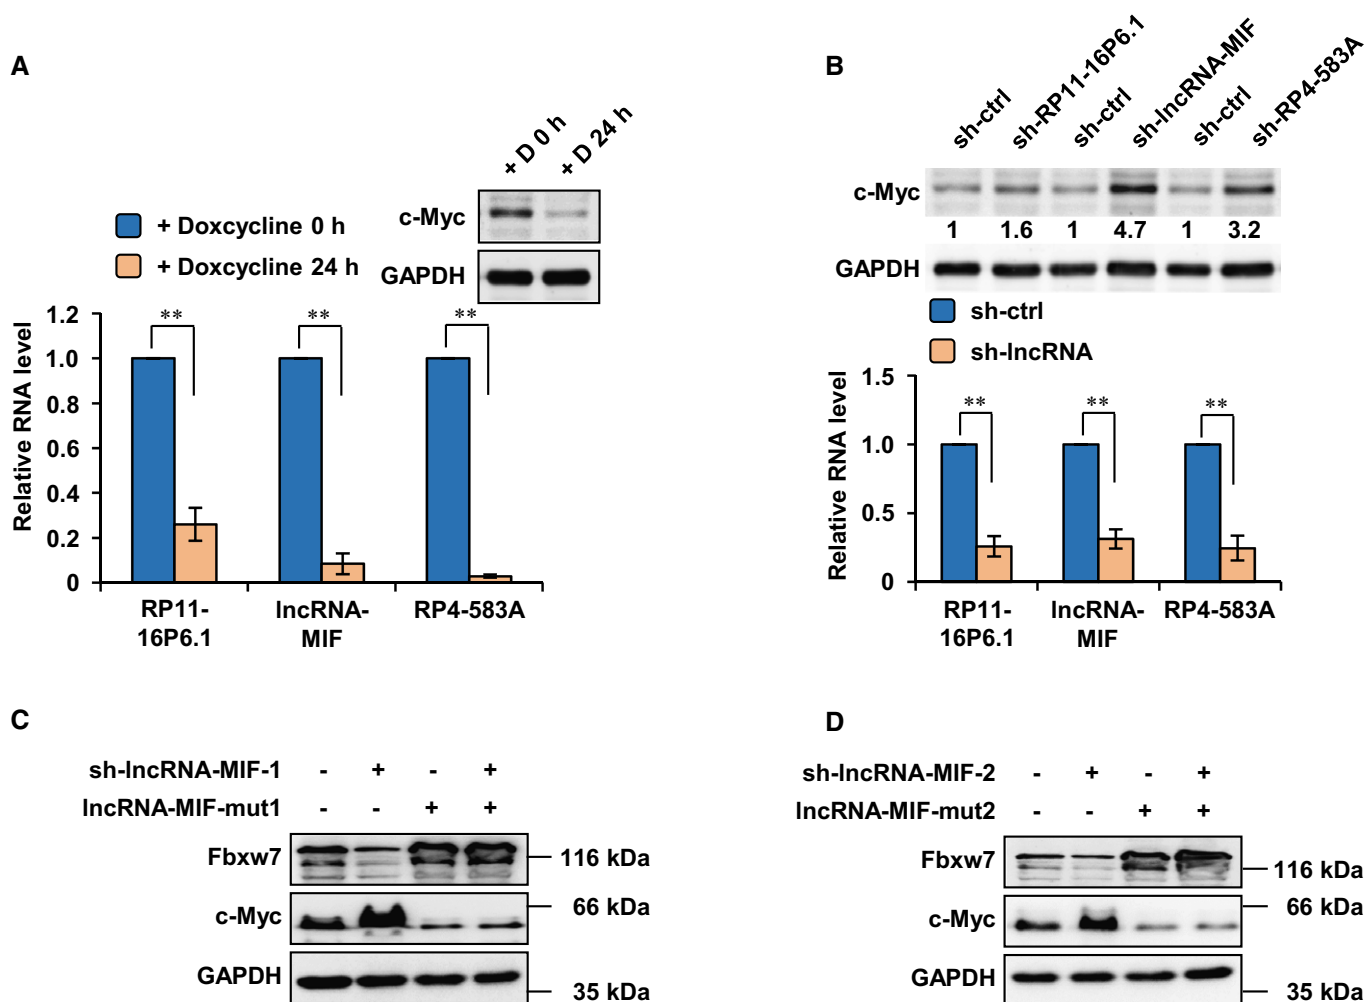 A
+ D 0 h
+ D 24 h
+ Doxcycline 0 h
+ Doxcycline 24 h
c-Myc
GAPDH
Relative RNA level
1.2
1.0
0.8
0.6
0.4
0.2
0
**
**
**
RP11-
16P6.1
lncRNA-
MIF
RP4-583A
B
sh-ctrl
sh-RP11-16P6.1
sh-ctrl
sh-lncRNA-MIF
sh-ctrl
sh-RP4-583A
c-Myc
1 1.6 1 4.7 1 3.2
GAPDH
sh-ctrl
sh-lncRNA
Relative RNA level
1.5
1.0
0.5
0
**
**
**
RP11-
16P6.1
lncRNA-
MIF
RP4-583A
C
sh-lncRNA-MIF-1 - + - +
lncRNA-MIF-mut1 - - + +
Fbxw7
116 kDa
c-Myc
66 kDa
GAPDH
35 kDa
D
sh-lncRNA-MIF-2 - + - +
lncRNA-MIF-mut2 - - + +
Fbxw7
116 kDa
c-Myc
66 kDa
GAPDH
35 kDa